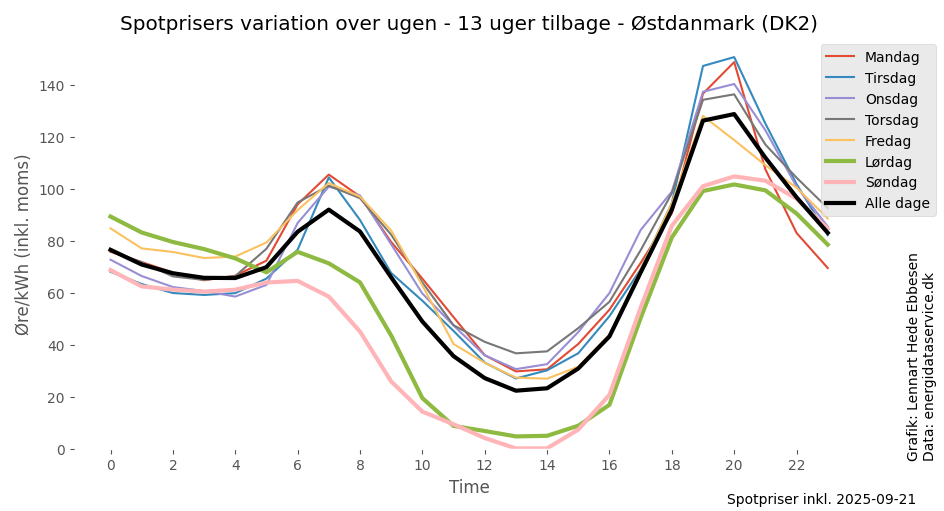 Spotprisers variation over ugen - 13 uger tilbage - Østdanmark (DK2)
Mandag
Tirsdag
Onsdag
Torsdag
Fredag
Lørdag
Søndag
Alle dage
Øre/kWh (inkl. moms)
140
120
100
80
60
40
20
0
0 2 4 6 8 10 12 14 16 18 20 22
Time
Grafik: Lennart Hede Ebbesen
Data: energidataservice.dk
Spotpriser inkl. 2025-09-21